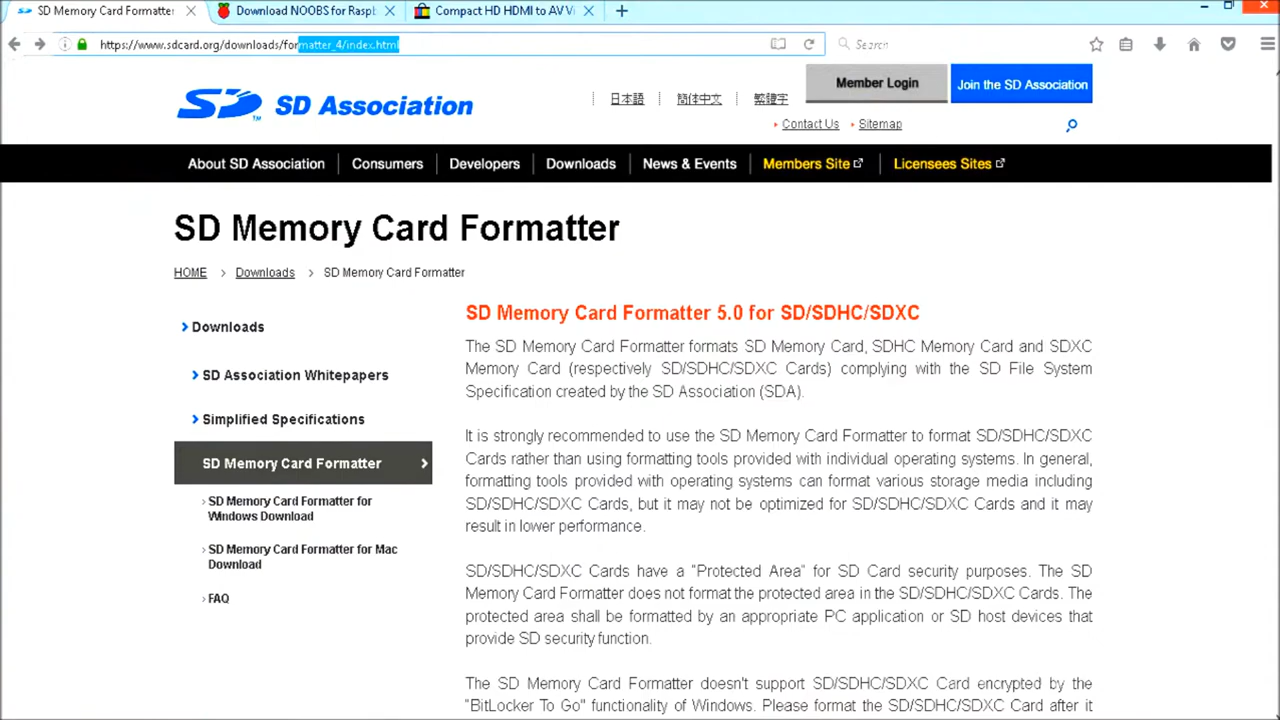 SD Memory Card Formatter
Download NOOBS for Raspl
Compact HD HDMI to AV Vi
https://www.sdcard.org/downloads/formatter_4/index.html
Search
SD Association
日本語
简体中文
繁體字
Member Login
Join the SD Association
Contact Us
Sitemap
About SD Association
Consumers
Developers
Downloads
News & Events
Members Site
Licensees Sites
SD Memory Card Formatter
HOME > Downloads > SD Memory Card Formatter
Downloads
SD Association Whitepapers
Simplified Specifications
SD Memory Card Formatter
SD Memory Card Formatter for
Windows Download
SD Memory Card Formatter for Mac
Download
FAQ
SD Memory Card Formatter 5.0 for SD/SDHC/SDXC
The SD Memory Card Formatter formats SD Memory Card, SDHC Memory Card and SDXC
Memory Card (respectively SD/SDHC/SDXC Cards) complying with the SD File System
Specification created by the SD Association (SDA).
It is strongly recommended to use the SD Memory Card Formatter to format SD/SDHC/SDXC
Cards rather than using formatting tools provided with individual operating systems. In general,
formatting tools provided with operating systems can format various storage media including
SD/SDHC/SDXC Cards, but it may not be optimized for SD/SDHC/SDXC Cards and it may
result in lower performance.
SD/SDHC/SDXC Cards have a "Protected Area" for SD Card security purposes. The SD
Memory Card Formatter does not format the protected area in the SD/SDHC/SDXC Cards. The
protected area shall be formatted by an appropriate PC application or SD host devices that
provide SD security function.
The SD Memory Card Formatter doesn't support SD/SDHC/SDXC Card encrypted by the
"BitLocker To Go" functionality of Windows. Please format the SD/SDHC/SDXC Card after it